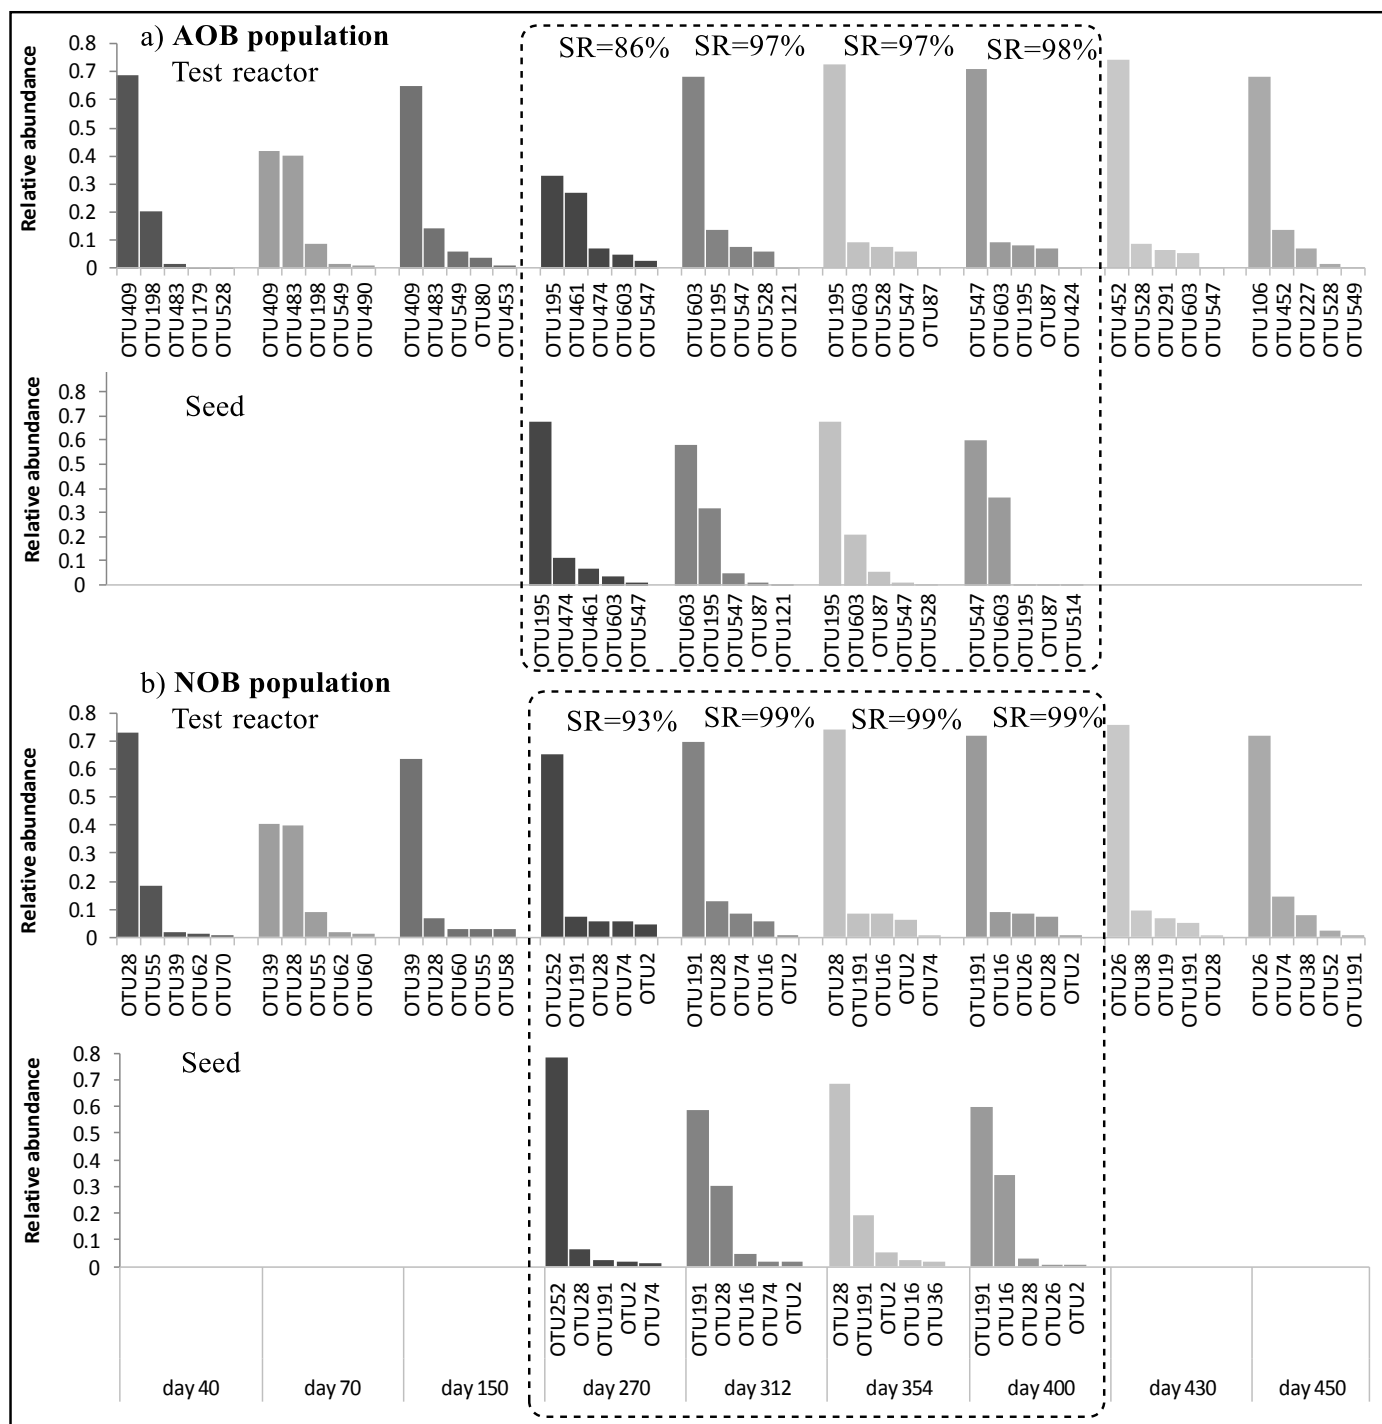 a) AOB population
Test reactor
SR=86% SR=97% SR=97% SR=98%
Relative abundance
0.8
0.7
0.6
0.5
0.4
0.3
0.2
0.1
0
OTU409 OTU198 OTU483 OTU179 OTU528 OTU409 OTU483 OTU198 OTU549 OTU490 OTU409 OTU483 OTU549 OTU80 OTU453 OTU195 OTU461 OTU474 OTU603 OTU547 OTU603 OTU195 OTU547 OTU528 OTU121 OTU195 OTU603 OTU528 OTU547 OTU87 OTU547 OTU603 OTU195 OTU87 OTU424 OTU452 OTU528 OTU291 OTU603 OTU547 OTU106 OTU452 OTU227 OTU528 OTU549
Seed
Relative abundance
0.8
0.7
0.6
0.5
0.4
0.3
0.2
0.1
0
OTU195 OTU474 OTU461 OTU603 OTU547 OTU603 OTU195 OTU547 OTU87 OTU121 OTU195 OTU603 OTU87 OTU547 OTU528 OTU547 OTU603 OTU195 OTU87 OTU514
b) NOB population
Test reactor
SR=93% SR=99% SR=99% SR=99%
Relative abundance
0.8
0.7
0.6
0.5
0.4
0.3
0.2
0.1
0
OTU28 OTU55 OTU39 OTU62 OTU70 OTU39 OTU28 OTU55 OTU62 OTU60 OTU39 OTU28 OTU60 OTU55 OTU58 OTU252 OTU191 OTU28 OTU74 OTU2 OTU191 OTU28 OTU74 OTU16 OTU2 OTU28 OTU191 OTU16 OTU2 OTU74 OTU191 OTU16 OTU26 OTU28 OTU2 OTU26 OTU38 OTU19 OTU191 OTU28 OTU26 OTU74 OTU38 OTU52 OTU191
Seed
Relative abundance
0.8
0.7
0.6
0.5
0.4
0.3
0.2
0.1
0
OTU252 OTU28 OTU191 OTU2 OTU74 OTU191 OTU28 OTU16 OTU74 OTU2 OTU28 OTU191 OTU2 OTU16 OTU36 OTU191 OTU16 OTU28 OTU26 OTU2
day 40 day 70 day 150 day 270 day 312 day 354 day 400 day 430 day 450